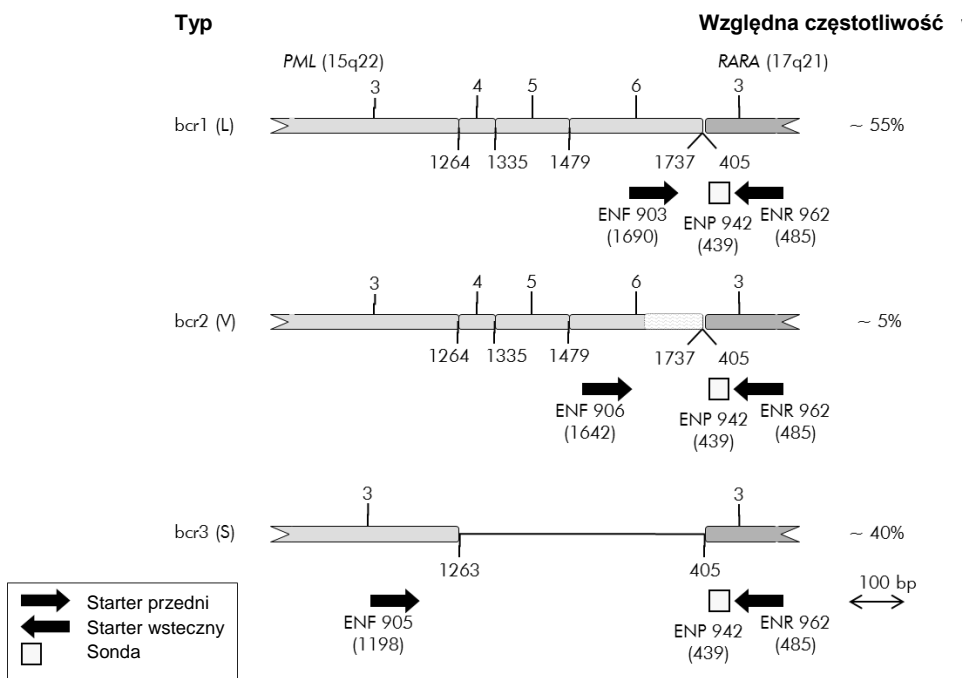 Typ Względna częstotliwość
PML (15q22) RARA (17q21)
3 4 5 6 3
bcr1 (L) ~ 55%
1264 1335 1479 1737 405
ENF 903 ENP 942 ENR 962
(1690) (439) (485)
3 4 5 6 3
bcr2 (V) ~ 5%
1264 1335 1479 1737 405
ENF 906 ENP 942 ENR 962
(1642) (439) (485)
3 3
bcr3 (S) ~ 40%
1263 405
100 bp
ENF 905 ENP 942 ENR 962
(1198) (439) (485)
Starter przedni
Starter wsteczny
Sonda